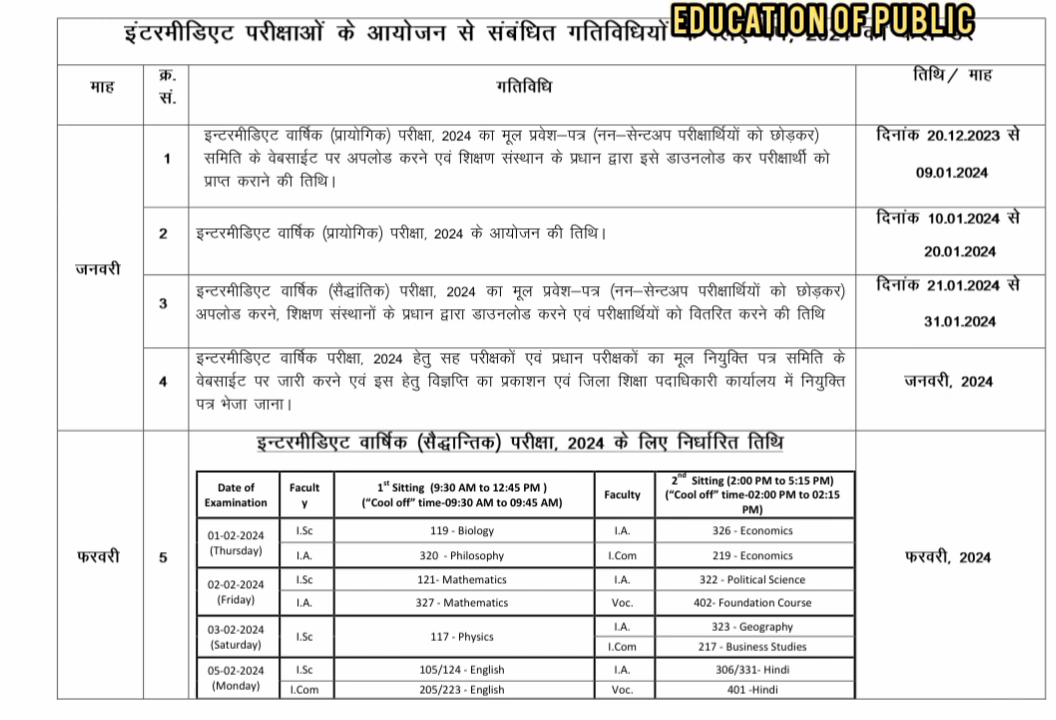 EDUCATION OF PUBLIC
इंटरमीडिएट परीक्षाओं के आयोजन से संबंधित गतिविधियों
माह
क्र.
सं.
गतिविधि
तिथि / माह
जनवरी
1
इन्टरमीडिएट वार्षिक (प्रायोगिक) परीक्षा, 2024 का मूल प्रवेश–पत्र (नन–सेन्टअप परीक्षार्थियों को छोड़कर)
समिति के वेबसाईट पर अपलोड करने एवं शिक्षण संस्थान के प्रधान द्वारा इसे डाउनलोड कर परीक्षार्थी को
प्राप्त कराने की तिथि।
दिनांक 20.12.2023 से
09.01.2024
2
इन्टरमीडिएट वार्षिक (प्रायोगिक) परीक्षा, 2024 के आयोजन की तिथि।
दिनांक 10.01.2024 से
20.01.2024
3
इन्टरमीडिएट वार्षिक (सैद्धांतिक) परीक्षा, 2024 का मूल प्रवेश–पत्र (नन–सेन्टअप परीक्षार्थियों को छोड़कर)
अपलोड करने, शिक्षण संस्थानों के प्रधान द्वारा डाउनलोड करने एवं परीक्षार्थियों को वितरित करने की तिथि
दिनांक 21.01.2024 से
31.01.2024
4
इन्टरमीडिएट वार्षिक परीक्षा, 2024 हेतु सह परीक्षकों एवं प्रधान परीक्षकों का मूल नियुक्ति पत्र समिति के
वेबसाईट पर जारी करने एवं इस हेतु विज्ञप्ति का प्रकाशन एवं जिला शिक्षा पदाधिकारी कार्यालय में नियुक्ति
पत्र भेजा जाना।
जनवरी, 2024
फरवरी
5
इन्टरमीडिएट वार्षिक (सैद्धान्तिक) परीक्षा, 2024 के लिए निर्धारित तिथि
Date of
Examination
Facult
y
1st Sitting (9:30 AM to 12:45 PM )
("Cool off" time-09:30 AM to 09:45 AM)
Faculty
2nd Sitting (2:00 PM to 5:15 PM)
("Cool off" time-02:00 PM to 02:15
PM)
01-02-2024
(Thursday)
I.Sc
119 - Biology
I.A.
326 - Economics
I.A.
320 - Philosophy
I.Com
219 - Economics
02-02-2024
(Friday)
I.Sc
121- Mathematics
I.A.
322 - Political Science
I.A.
327 - Mathematics
Voc.
402- Foundation Course
03-02-2024
(Saturday)
I.Sc
117 - Physics
I.A.
323 - Geography
I.Com
217 - Business Studies
05-02-2024
(Monday)
I.Sc
105/124 - English
I.A.
306/331- Hindi
I.Com
205/223 - English
Voc.
401 -Hindi
फरवरी, 2024